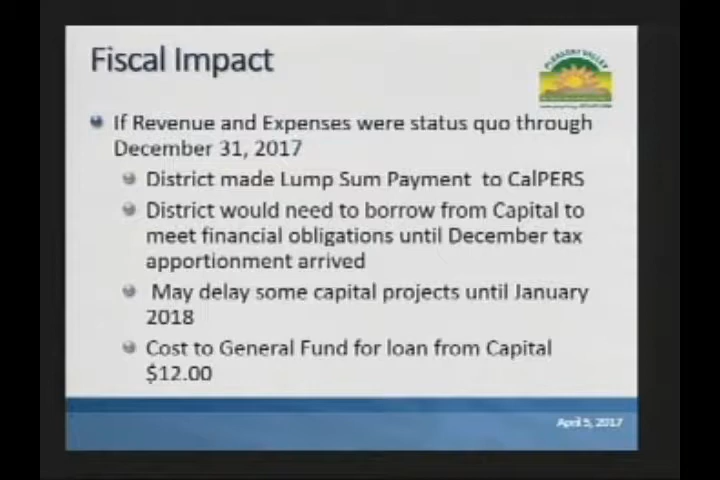 Fiscal Impact
PLEASANT VALLEY
If Revenue and Expenses were status quo through
December 31, 2017
District made Lump Sum Payment to CalPERS
District would need to borrow from Capital to
meet financial obligations until December tax
apportionment arrived
May delay some capital projects until January
2018
Cost to General Fund for loan from Capital
$12.00
April 5, 2017